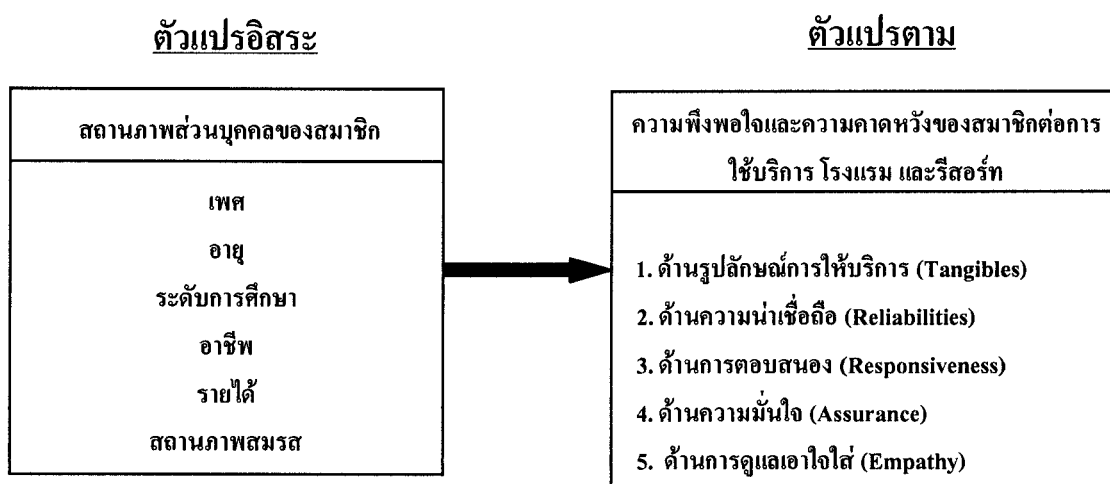 ตัวแปรอิสระ
สถานภาพส่วนบุคคลของสมาชิก
เพศ
อายุ
ระดับการศึกษา
อาชีพ
รายได้
สถานภาพสมรส
ตัวแปรตาม
ความพึงพอใจและความคาดหวังของสมาชิกต่อการ
ใช้บริการ โรงแรม และรีสอร์ท
1. ด้านรูปลักษณ์การให้บริการ (Tangibles)
2. ด้านความน่าเชื่อถือ (Reliabilities)
3. ด้านการตอบสนอง (Responsiveness)
4. ด้านความมั่นใจ (Assurance)
5. ด้านการดูแลเอาใจใส่ (Empathy)